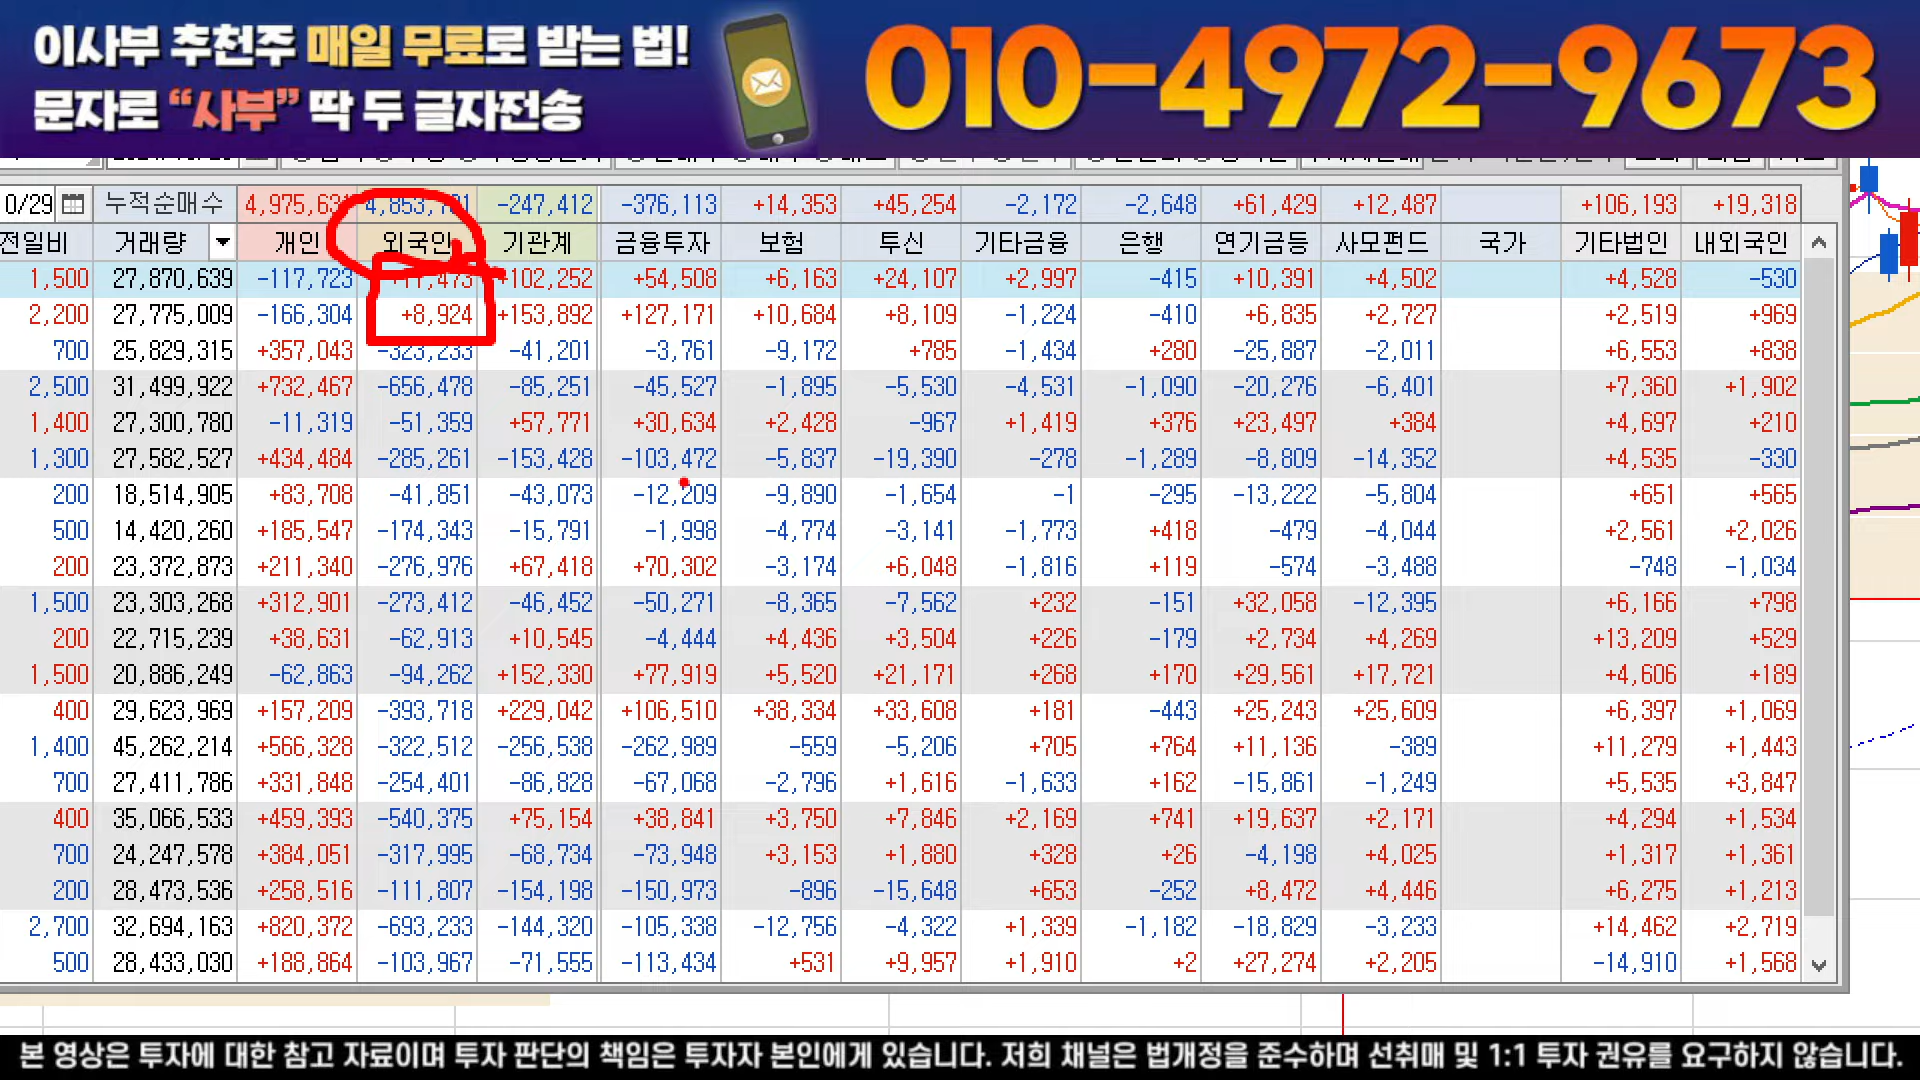 이사부 추천주 매일 무료로 받는 법!
문자로 “사부” 딱 두 글자전송
010-4972-9673
0/29 누적순매수 4,975,631 4,853,701 -247,412 -376,113 +14,353 +45,254 -2,172 -2,648 +61,429 +12,487 +106,193 +19,318
전일비 거래량 개인 외국인 기관계 금융투자 보험 투신 기타금융 은행 연기금등 사모펀드 국가 기타법인 내외국인
1,500 27,870,639 -117,723 +11,473 +102,252 +54,508 +6,163 +24,107 +2,997 -415 +10,391 +4,502 +4,528 -530
2,200 27,775,009 -166,304 +8,924 +153,892 +127,171 +10,684 +8,109 -1,224 -410 +6,835 +2,727 +2,519 +969
700 25,829,315 +357,043 -323,233 -41,201 -3,761 -9,172 +785 -1,434 +280 -25,887 -2,011 +6,553 +838
2,500 31,499,922 +732,467 -656,478 -85,251 -45,527 -1,895 -5,530 -4,531 -1,090 -20,276 -6,401 +7,360 +1,902
1,400 27,300,780 -11,319 -51,359 +57,771 +30,634 +2,428 -967 +1,419 +376 +23,497 +384 +4,697 +210
1,300 27,582,527 +434,484 -285,261 -153,428 -103,472 -5,837 -19,390 -278 -1,289 -8,809 -14,352 +4,535 -330
200 18,514,905 +83,708 -41,851 -43,073 -12,209 -9,890 -1,654 -1 -295 -13,222 -5,804 +651 +565
500 14,420,260 +185,547 -174,343 -15,791 -1,998 -4,774 -3,141 -1,773 +418 -479 -4,044 +2,561 +2,026
200 23,372,873 +211,340 -276,976 +67,418 +70,302 -3,174 +6,048 -1,816 +119 -574 -3,488 -748 -1,034
1,500 23,303,268 +312,901 -273,412 -46,452 -50,271 -8,365 -7,562 +232 -151 +32,058 -12,395 +6,166 +798
200 22,715,239 +38,631 -62,913 +10,545 -4,444 +4,436 +3,504 +226 -179 +2,734 +4,269 +13,209 +529
1,500 20,886,249 -62,863 -94,262 +152,330 +77,919 +5,520 +21,171 +268 +170 +29,561 +17,721 +4,606 +189
400 29,623,969 +157,209 -393,718 +229,042 +106,510 +38,334 +33,608 +181 -443 +25,243 +25,609 +6,397 +1,069
1,400 45,262,214 +566,328 -322,512 -256,538 -262,989 -559 -5,206 +705 +764 +11,136 -389 +11,279 +1,443
700 27,411,786 +331,848 -254,401 -86,828 -67,068 -2,796 +1,616 -1,633 +162 -15,861 -1,249 +5,535 +3,847
400 35,066,533 +459,393 -540,375 +75,154 +38,841 +3,750 +7,846 +2,169 +741 +19,637 +2,171 +4,294 +1,534
700 24,247,578 +384,051 -317,995 -68,734 -73,948 +3,153 +1,880 +328 +26 -4,198 +4,025 +1,317 +1,361
200 28,473,536 +258,516 -111,807 -154,198 -150,973 -896 -15,648 +653 -252 +8,472 +4,446 +6,275 +1,213
2,700 32,694,163 +820,372 -693,233 -144,320 -105,338 -12,756 -4,322 +1,339 -1,182 -18,829 -3,233 +14,462 +2,719
500 28,433,030 +188,864 -103,967 -71,555 -113,434 +531 +9,957 +1,910 +2 +27,274 +2,205 -14,910 +1,568
본 영상은 투자에 대한 참고 자료이며 투자 판단의 책임은 투자자 본인에게 있습니다. 저희 채널은 법개정을 준수하며 선취매 및 1:1 투자 권유를 요구하지 않습니다.